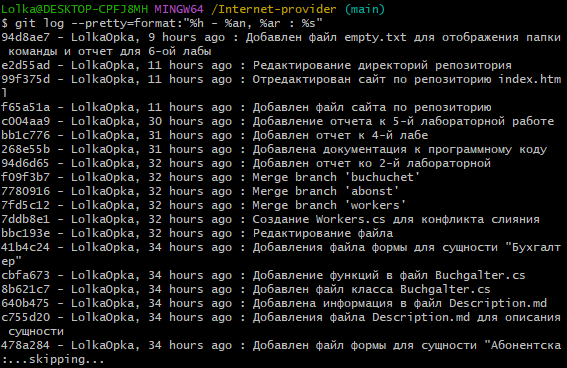 Lolka@DESKTOP-CPFJ8MH MINGW64 /Internet-provider (main)
$ git log --pretty=format:"%h - %an, %ar : %s"
94d8ae7 - LolkaOpka, 9 hours ago : Добавлен файл empty.txt для отображения папки
 команды и отчет для 6-ой лабы
e2d55ad - LolkaOpka, 11 hours ago : Редактирование директорий репозитория
99f375d - LolkaOpka, 11 hours ago : Отредактирован сайт по репозиторию index.htm
l
f65a51a - LolkaOpka, 11 hours ago : Добавлен файл сайта по репозиторию
c004aa9 - LolkaOpka, 30 hours ago : Добавление отчета к 5-й лабораторной работе
bb1c776 - LolkaOpka, 31 hours ago : Добавлен отчет к 4-й лабе
268e55b - LolkaOpka, 31 hours ago : Добавлена документация к программному коду
94d6d65 - LolkaOpka, 32 hours ago : Добавлен отчет ко 2-й лабораторной
f09f3b7 - LolkaOpka, 32 hours ago : Merge branch 'buchuchet'
7780916 - LolkaOpka, 32 hours ago : Merge branch 'abonst'
7fd5c12 - LolkaOpka, 32 hours ago : Merge branch 'workers'
7ddb8e1 - LolkaOpka, 32 hours ago : Создание Workers.cs для конфликта слияния
bbc193e - LolkaOpka, 32 hours ago : Редактирование файла
41b4c24 - LolkaOpka, 34 hours ago : Добавления файла формы для сущности "Бухгалт
ер"
cbfa673 - LolkaOpka, 34 hours ago : Добавление функций в файл Buchgalter.cs
8b621c7 - LolkaOpka, 34 hours ago : Добавлен файл класса Buchgalter.cs
640b475 - LolkaOpka, 34 hours ago : Добавлена информация в файл Description.md
c755d20 - LolkaOpka, 34 hours ago : Добавления файла Description.md для описания
 сущности
478a284 - LolkaOpka, 34 hours ago : Добавлен файл формы для сущности "Абонентска
:...skipping...